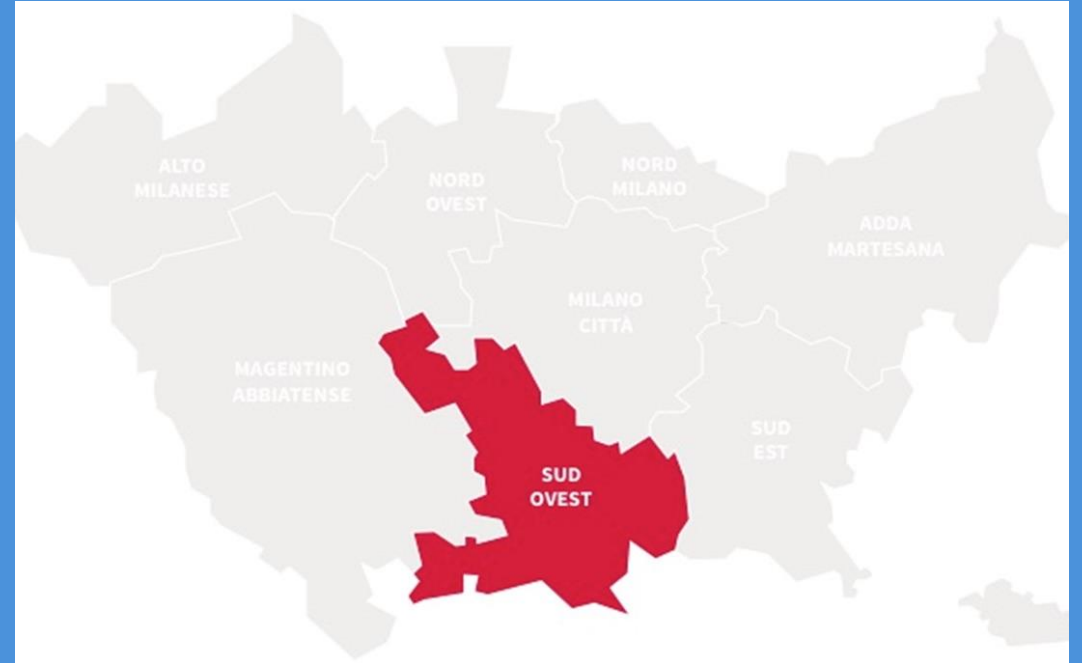 ALTO
MILANESE
NORD
OVEST
NORD
MILANO
ADDA
MARTESANA
MILANO
CITTÀ
MAGENTINO
ABBIATENSE
SUD
EST
SUD
OVEST